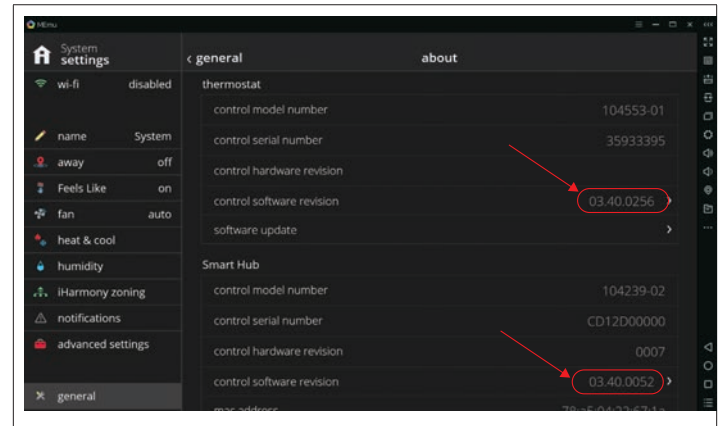 MEmu
System
settings
‹ general
about
wi-fi disabled
name System
away off
Feels Like on
fan auto
heat & cool
humidity
iHarmony zoning
notifications
advanced settings
general
thermostat
control model number 104553-01
control serial number 35933395
control hardware revision
control software revision 03.40.0256 ›
software update ›
Smart Hub
control model number 104239-02
control serial number CD12D00000
control hardware revision 0007
control software revision 03.40.0052 ›
mac address